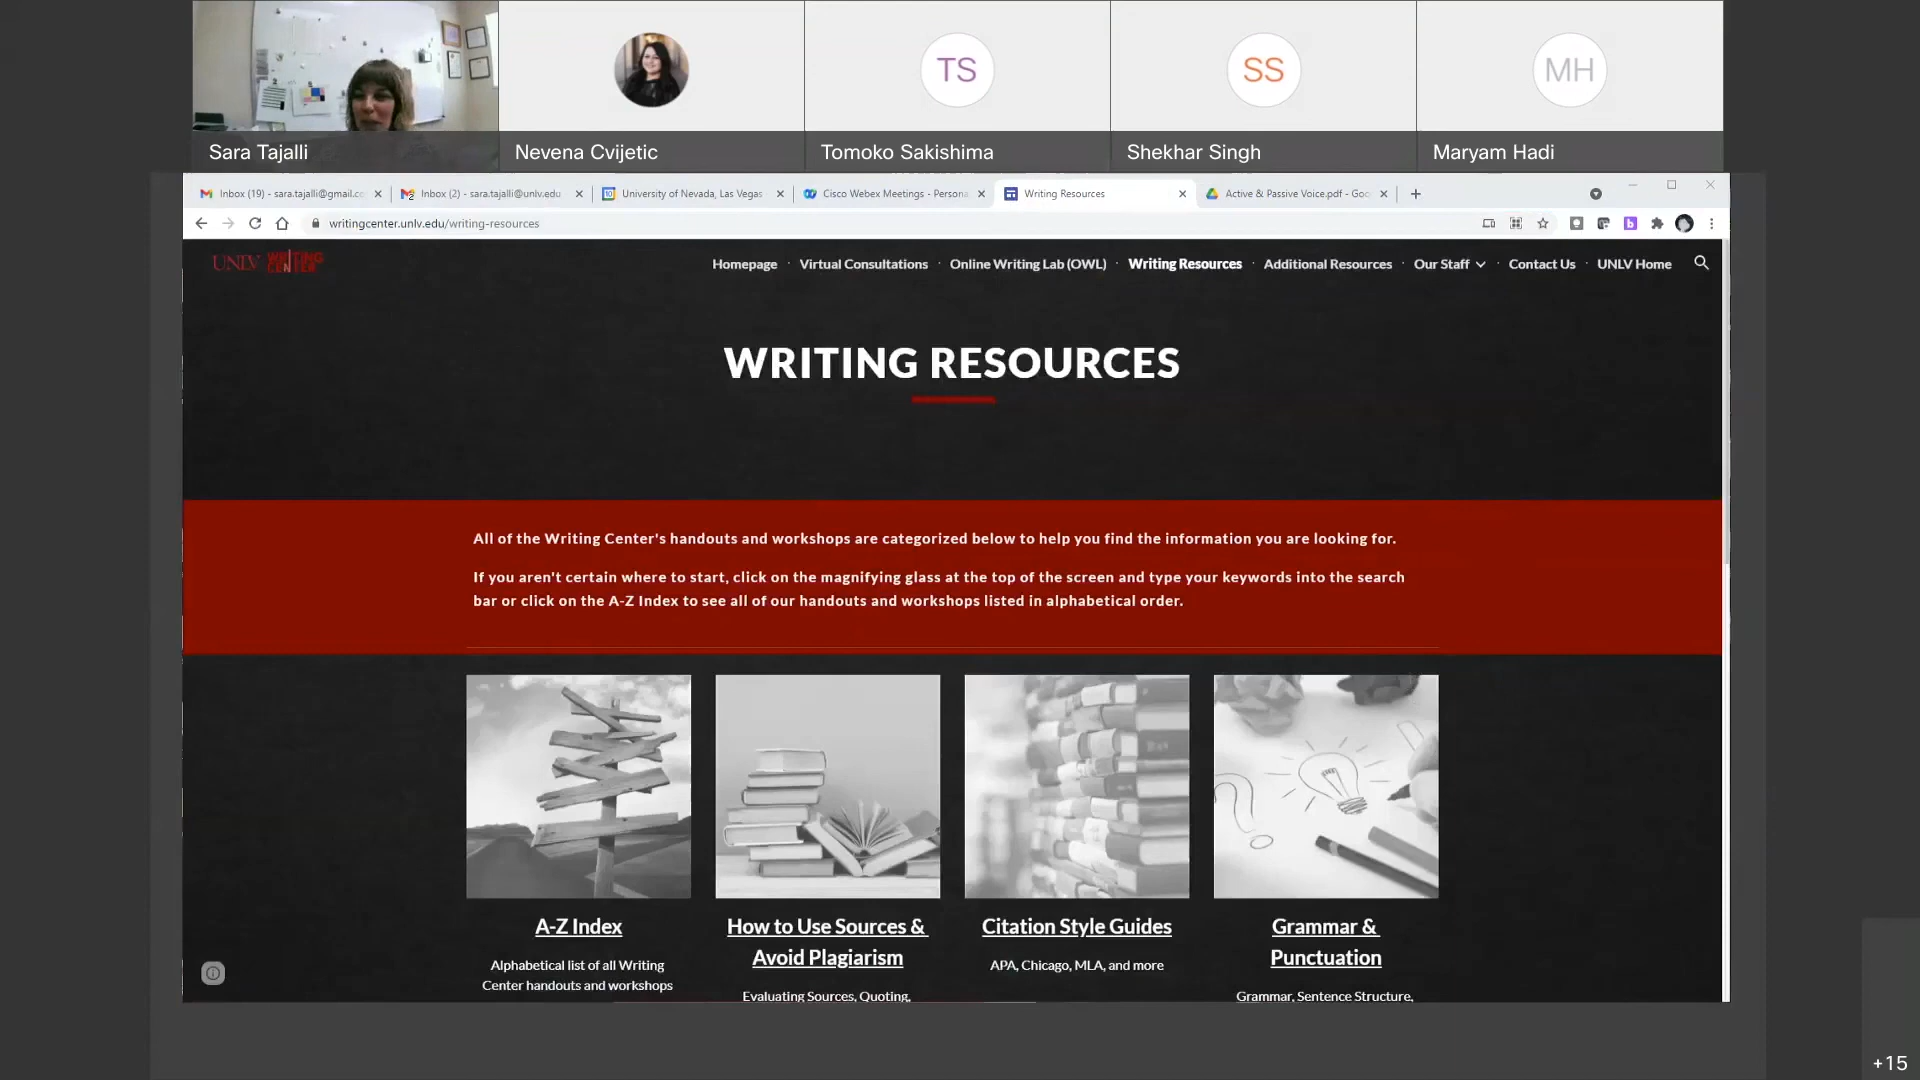 TS
SS
MH
Sara Tajalli
Nevena Cvijetic
Tomoko Sakishima
Shekhar Singh
Maryam Hadi
Inbox (19) - sara.tajalli@gmail.co
Inbox (2) - sara.tajalli@unlv.edu
University of Nevada, Las Vegas
Cisco Webex Meetings - Persona
Writing Resources
Active & Passive Voice.pdf - Goo
writingcenter.unlv.edu/writing-resources
UNLV WRITING CENTER
Homepage
Virtual Consultations
Online Writing Lab (OWL)
Writing Resources
Additional Resources
Our Staff
Contact Us
UNLV Home
WRITING RESOURCES
All of the Writing Center's handouts and workshops are categorized below to help you find the information you are looking for.
If you aren't certain where to start, click on the magnifying glass at the top of the screen and type your keywords into the search
bar or click on the A-Z Index to see all of our handouts and workshops listed in alphabetical order.
A-Z Index
Alphabetical list of all Writing
Center handouts and workshops
How to Use Sources &
Avoid Plagiarism
Evaluating Sources, Quoting,
Citation Style Guides
APA, Chicago, MLA, and more
Grammar &
Punctuation
Grammar, Sentence Structure,
+15